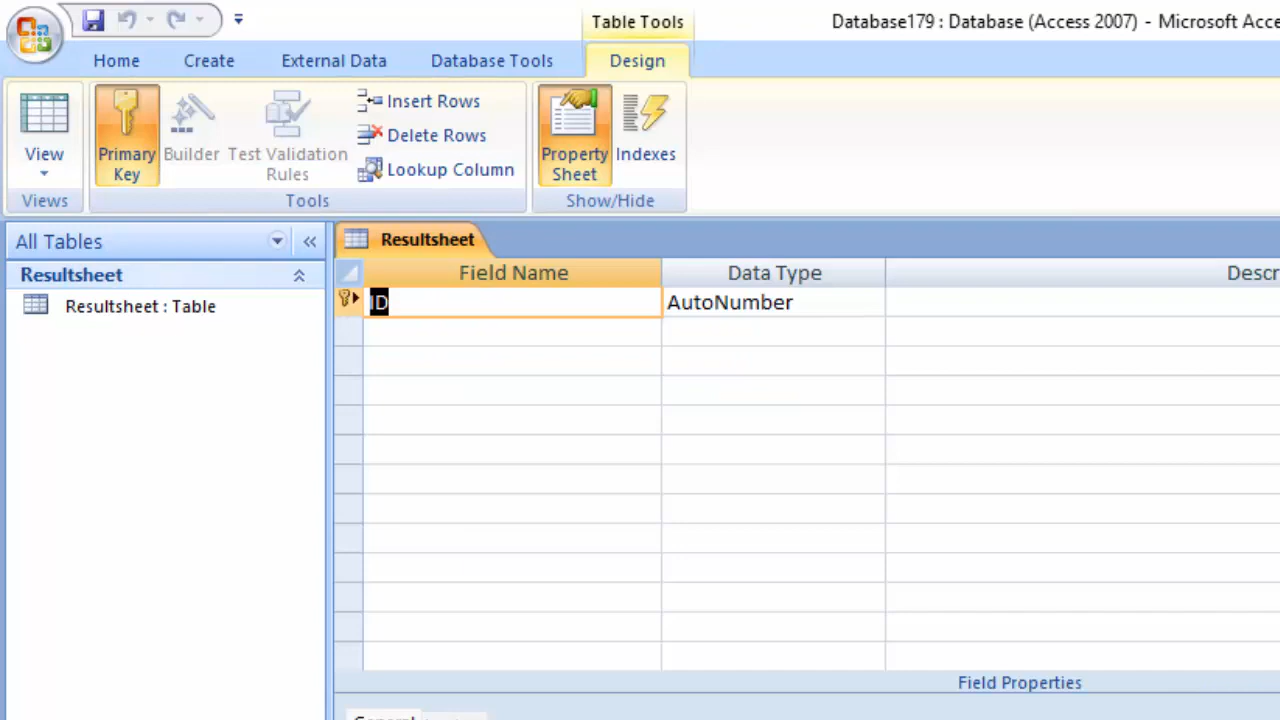 Table Tools
Database179 : Database (Access 2007) - Microsoft Acce
Home Create External Data Database Tools Design
View
Primary Key
Builder
Test Validation Rules
Insert Rows
Delete Rows
Lookup Column
Property Sheet
Indexes
Views Tools Show/Hide
All Tables
Resultsheet
Resultsheet : Table
Resultsheet
Field Name Data Type Descr
ID AutoNumber
Field Properties
General